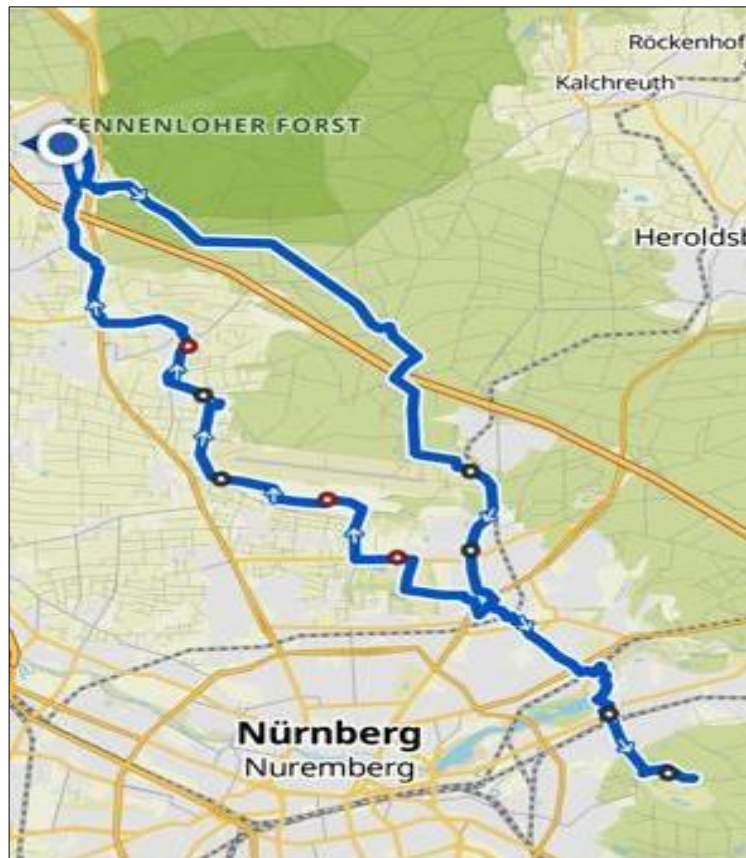 Röckenhof
Kalchreuth
TENNENLOHER FORST
Heroldsb
Nürnberg
Nuremberg